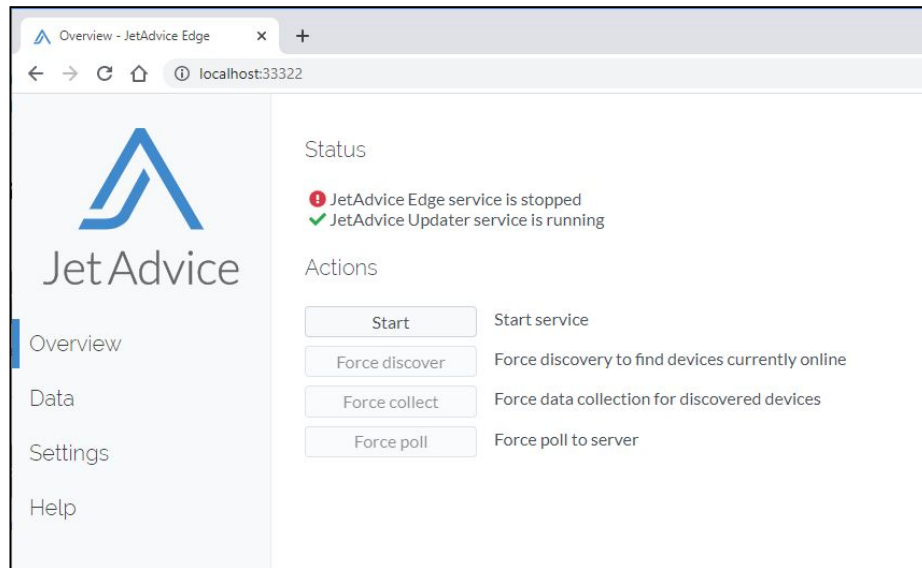 Overview - JetAdvice Edge
localhost:33322
JetAdvice
Overview
Data
Settings
Help
Status
JetAdvice Edge service is stopped
JetAdvice Updater service is running
Actions
Start Start service
Force discover Force discovery to find devices currently online
Force collect Force data collection for discovered devices
Force poll Force poll to server